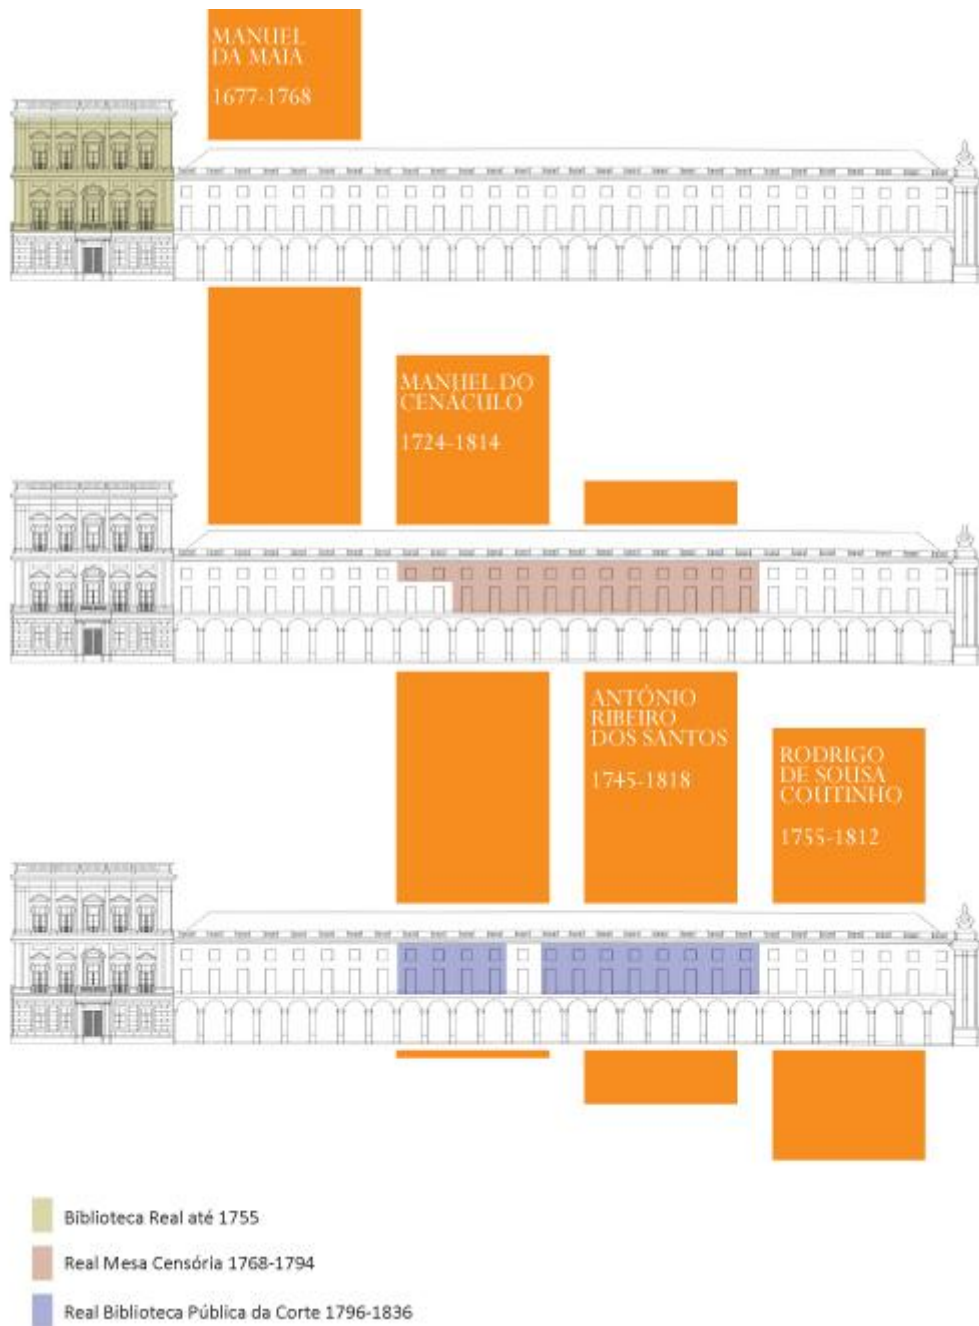 MANUEL
DA MAIA
1677-1768
MANUEL DO
CENÁCULO
1724-1814
ANTÓNIO
RIBEIRO
DOS SANTOS
1745-1818
RODRIGO
DE SOUSA
COUTINHO
1755-1812
Biblioteca Real até 1755
Real Mesa Censória 1768-1794
Real Biblioteca Pública da Corte 1796-1836